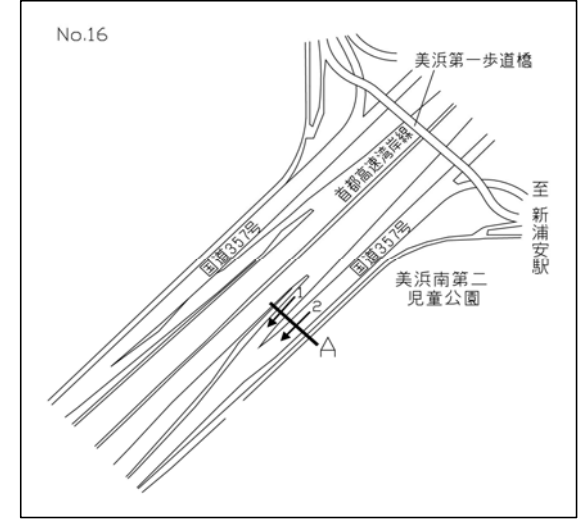 No.16
美浜第一歩道橋
首都高速湾岸線
国道357号
国道357号
至新浦安駅
美浜南第二
児童公園
1
2
A